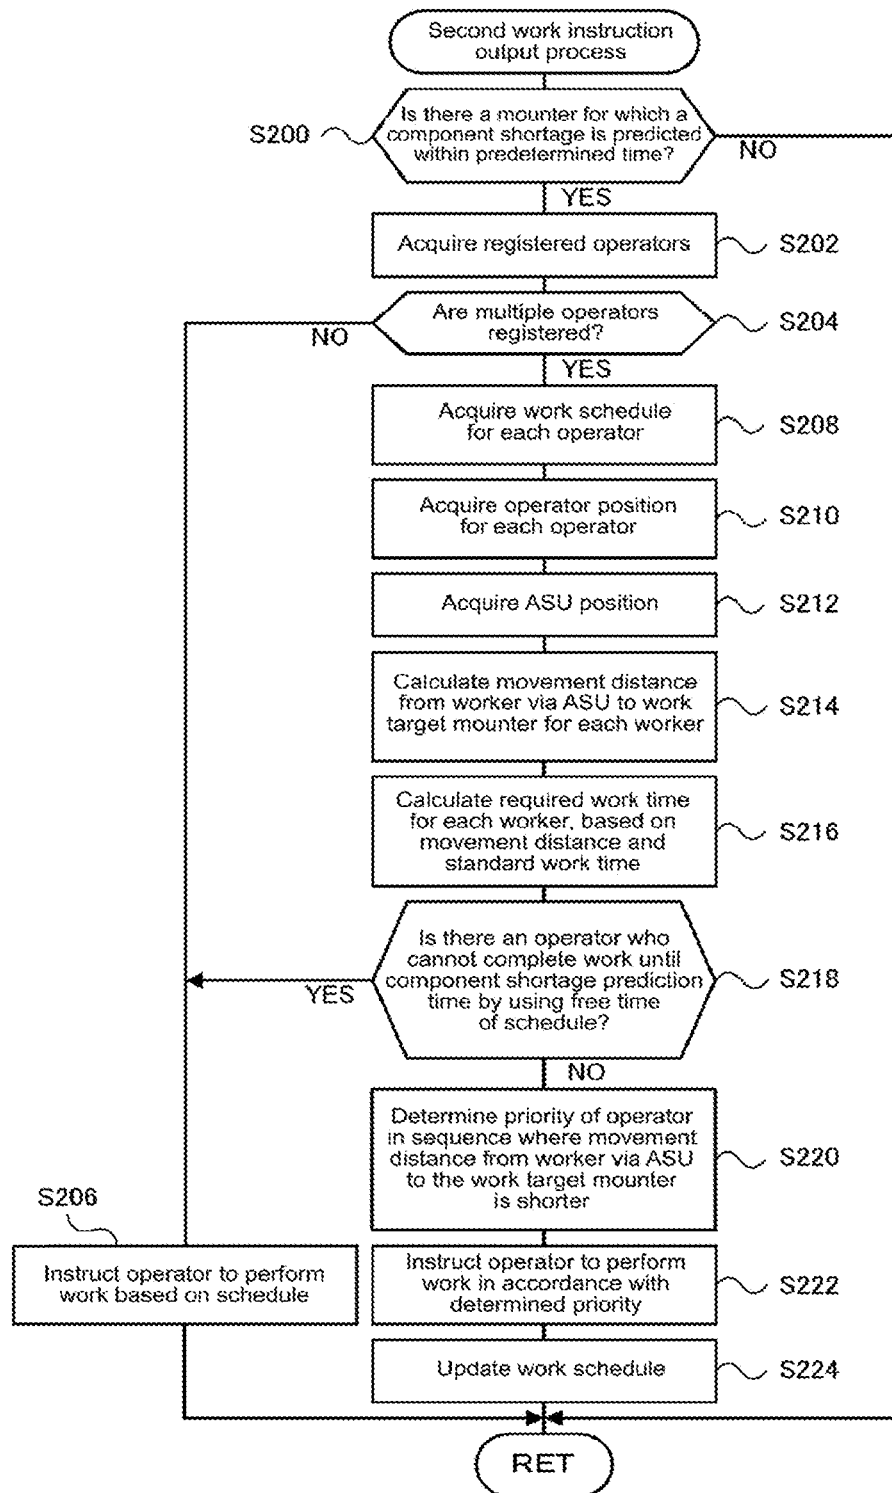 Second work instruction
output process
Is there a mounter for which a
component shortage is predicted
within predetermined time?
S200
NO
YES
Acquire registered operators
S202
Are multiple operators
registered?
S204
NO
YES
Acquire work schedule
for each operator
S208
Acquire operator position
for each operator
S210
Acquire ASU position
S212
Calculate movement distance
from worker via ASU to work
target mounter for each worker
S214
Calculate required work time
for each worker, based on
movement distance and
standard work time
S216
Is there an operator who
cannot complete work until
component shortage prediction
time by using free time
of schedule?
S218
YES
NO
Determine priority of operator
in sequence where movement
distance from worker via ASU
to the work target mounter
is shorter
S220
S206
Instruct operator to perform
work based on schedule
Instruct operator to perform
work in accordance with
determined priority
S222
Update work schedule
S224
RET